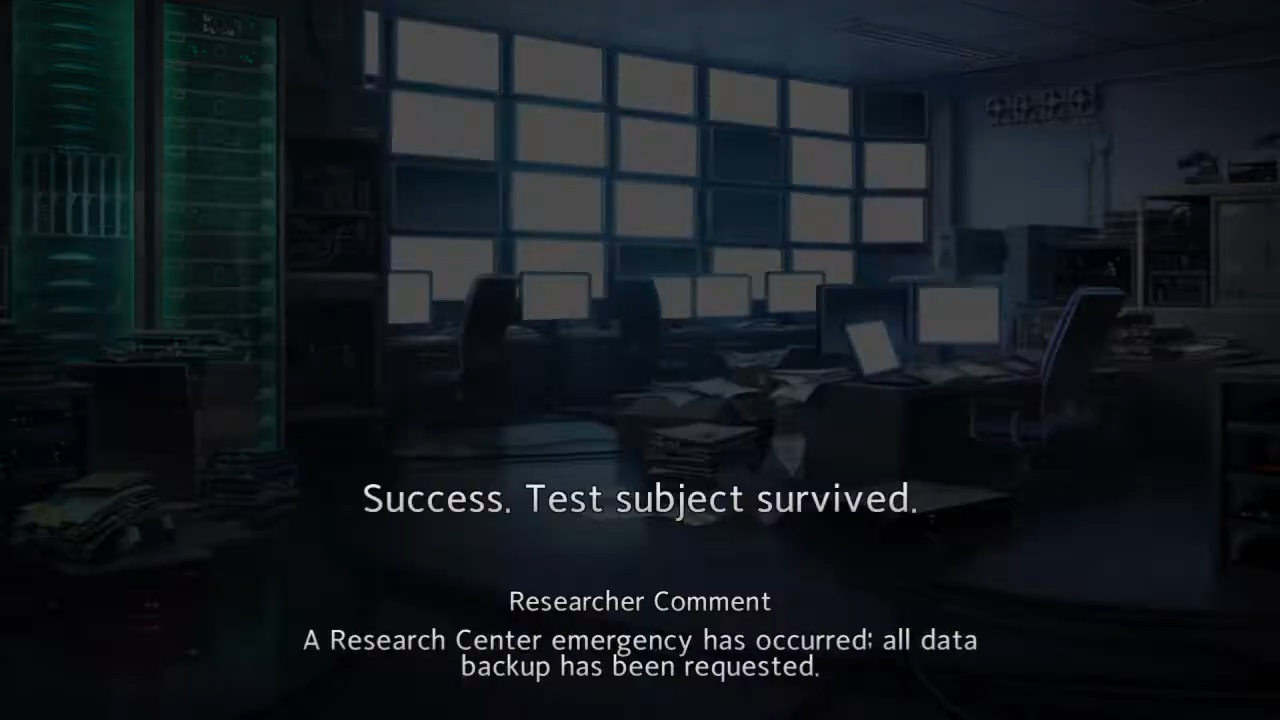 Success. Test subject survived.
Researcher Comment
A Research Center emergency has occurred; all data
backup has been requested.